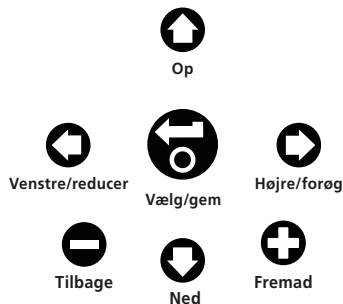 Op
Venstre/reducer
Vælg/gem
Højre/forøg
Tilbage
Ned
Fremad